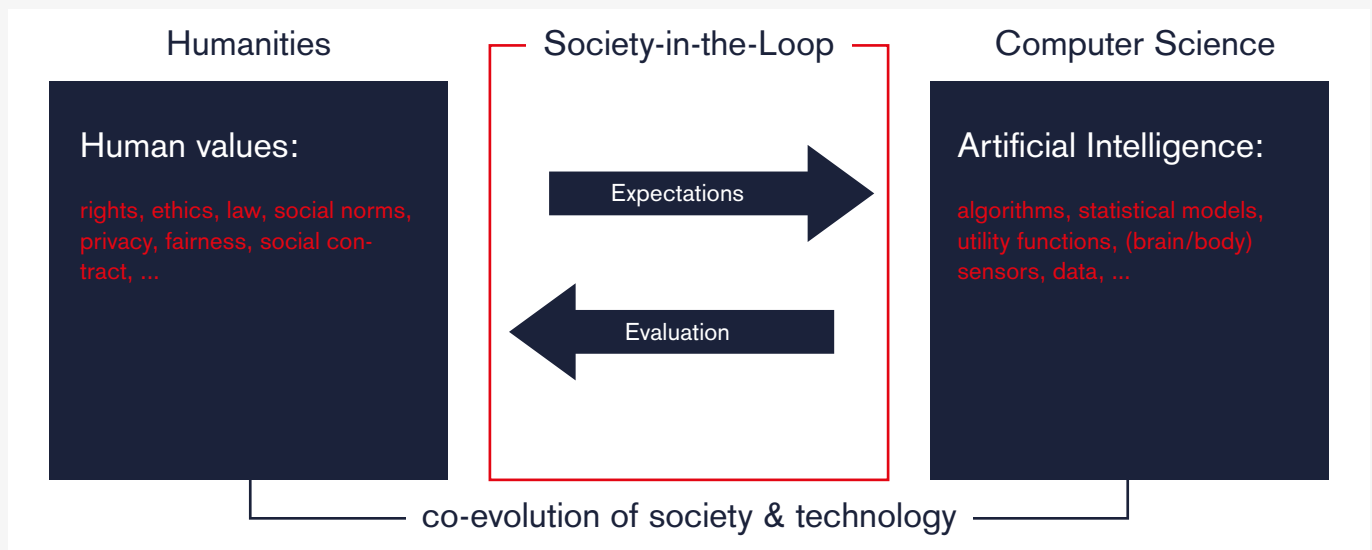 Humanities
Society-in-the-Loop
Computer Science
Human values:
rights, ethics, law, social norms,
privacy, fairness, social con-
tract, ...
Expectations
Evaluation
Artificial Intelligence:
algorithms, statistical models,
utility functions, (brain/body)
sensors, data, ...
co-evolution of society & technology